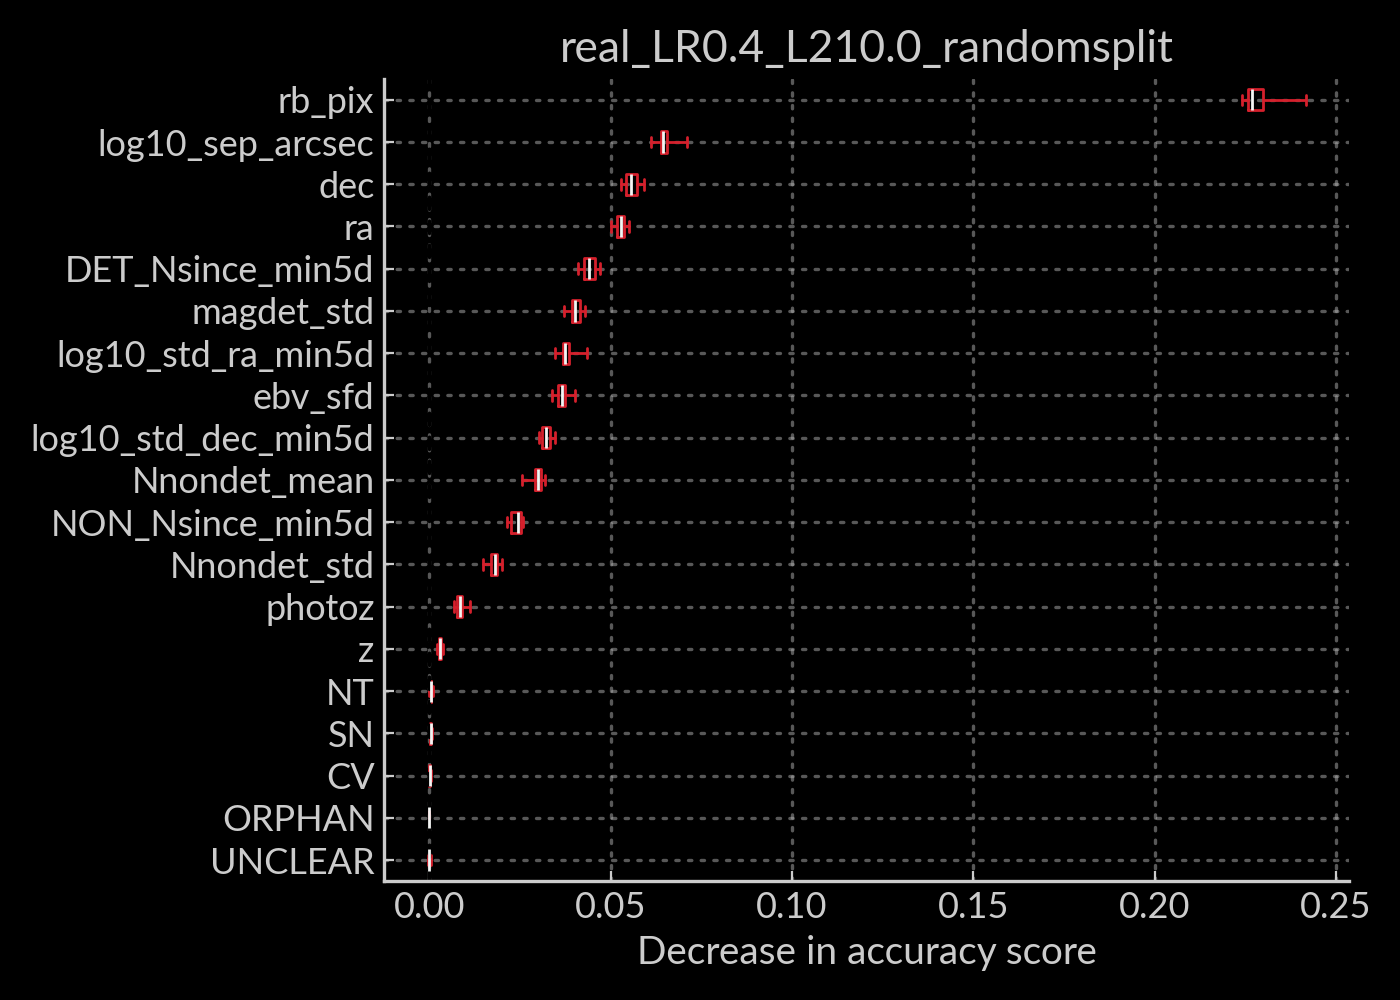 real_LR0.4_L210.0_randomsplit
rb_pix
log10_sep_arcsec
dec
ra
DET_Nsince_min5d
magdet_std
log10_std_ra_min5d
ebv_sfd
log10_std_dec_min5d
Nnondet_mean
NON_Nsince_min5d
Nnondet_std
photoz
z
NT
SN
CV
ORPHAN
UNCLEAR
0.00 0.05 0.10 0.15 0.20 0.25
Decrease in accuracy score